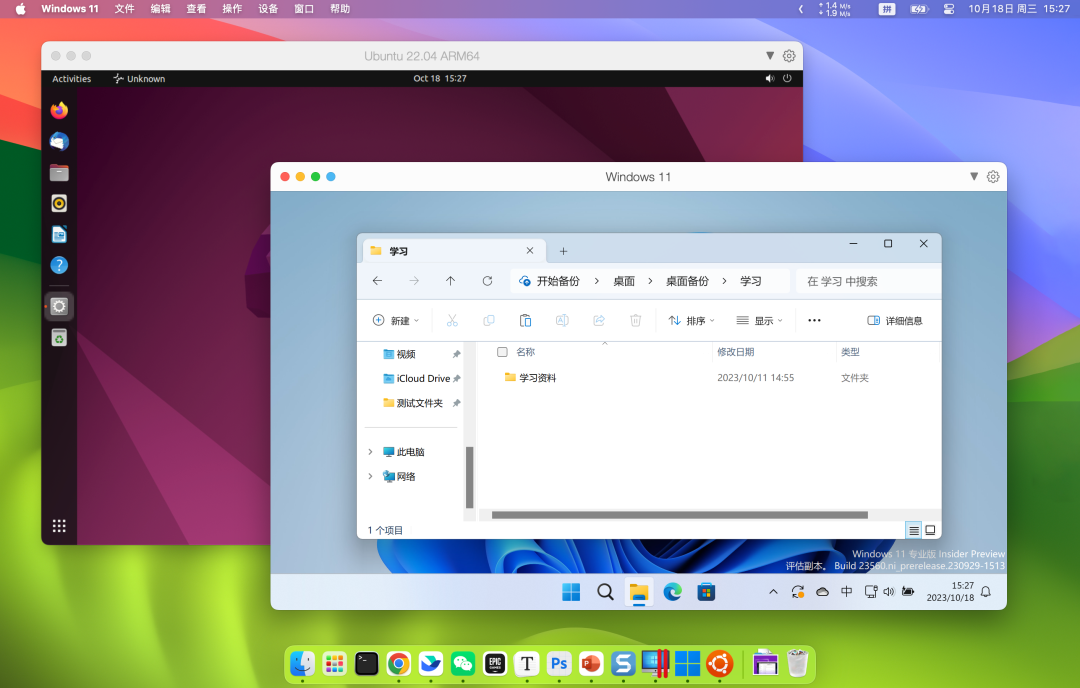 Windows 11 文件 编辑 查看 操作 设备 窗口 帮助 1.4 M/s 1.9 M/s 拼 10月18日 周三 15:27
Ubuntu 22.04 ARM64
Activities Unknown Oct 18 15:27
Windows 11
学习
开始备份 桌面 桌面备份 学习 在 学习 中搜索
新建 排序 显示 详细信息
名称 修改日期 类型
视频
学习资料 2023/10/11 14:55 文件夹
iCloud Drive
测试文件夹
此电脑
网络
1 个项目
Windows 11 专业版 Insider Preview
评估副本。 Build 23560.ni_prerelease.230929-1513
中 15:27
2023/10/18
EPIC GAMES T Ps P S